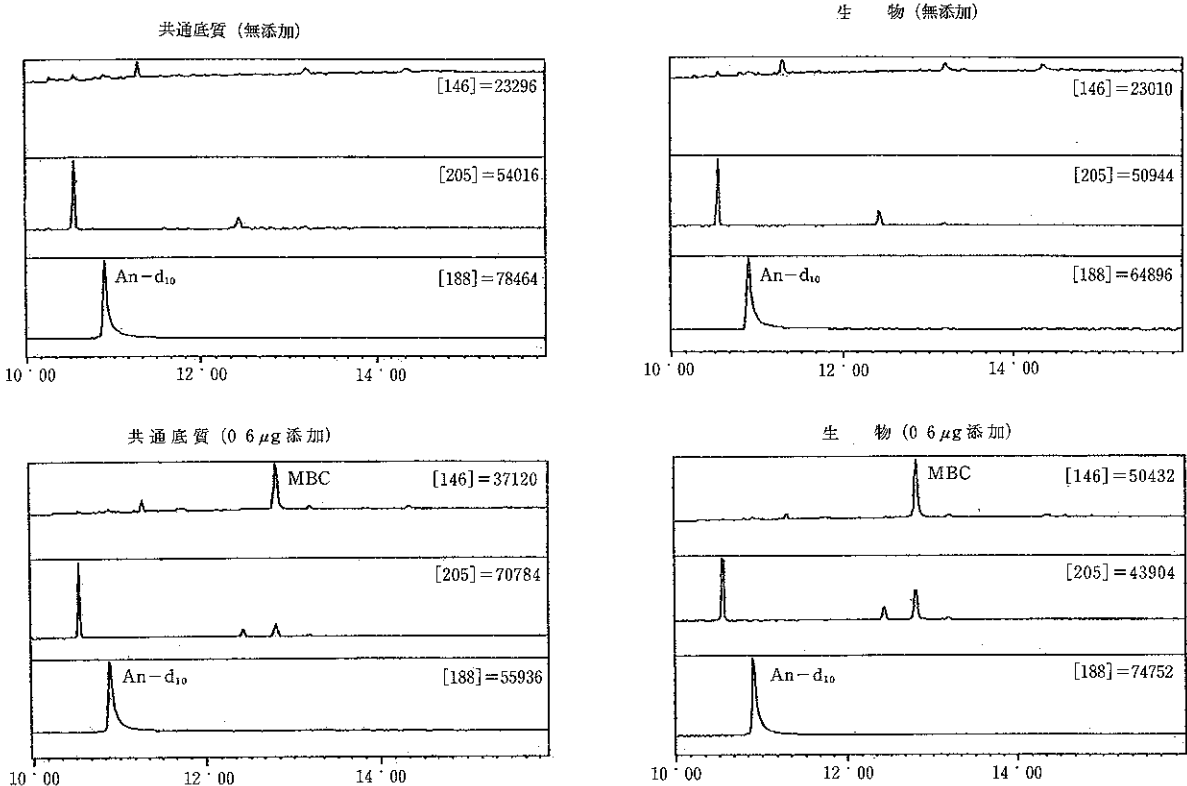 共通底質 (無添加)
[146]=23296
[205]=54016
An-d₁₀
[188]=78464
10˙00
12˙00
14˙00
生 物 (無添加)
[146]=23010
[205]=50944
An-d₁₀
[188]=64896
10˙00
12˙00
14˙00
共通底質 (0 6 μg 添加)
MBC
[146]=37120
[205]=70784
An-d₁₀
[188]=55936
10˙00
12˙00
14˙00
生 物 (0 6 μg 添加)
MBC
[146]=50432
[205]=43904
An-d₁₀
[188]=74752
10˙00
12˙00
14˙00